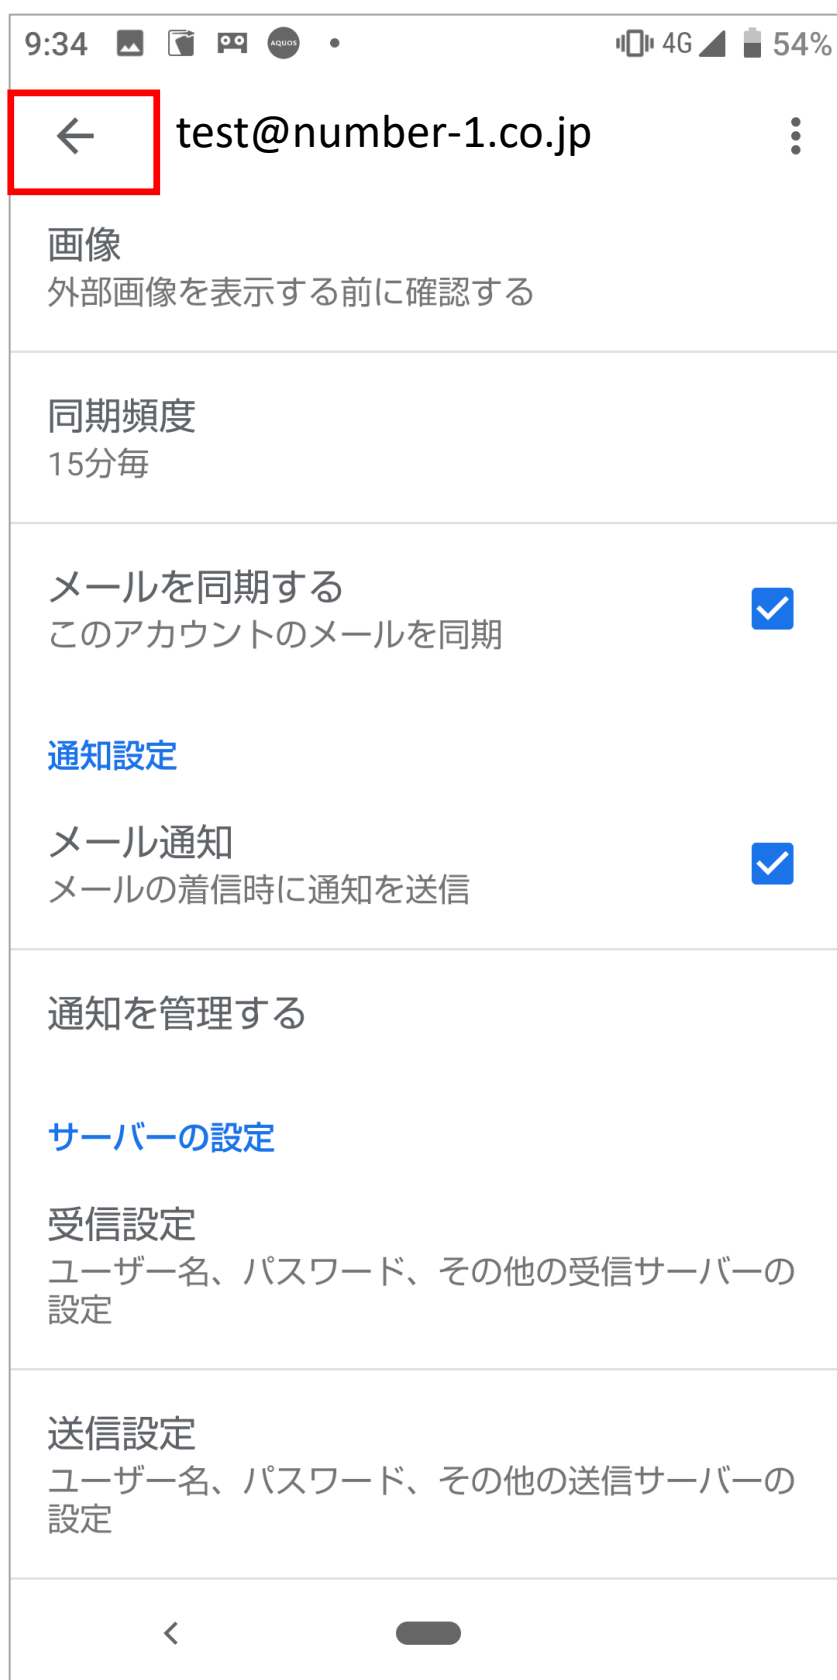 9:34 AQUOS 4G 54%
test@number-1.co.jp
画像
外部画像を表示する前に確認する
同期頻度
15分毎
メールを同期する
このアカウントのメールを同期
通知設定
メール通知
メールの着信時に通知を送信
通知を管理する
サーバーの設定
受信設定
ユーザー名、パスワード、その他の受信サーバーの
設定
送信設定
ユーザー名、パスワード、その他の送信サーバーの
設定